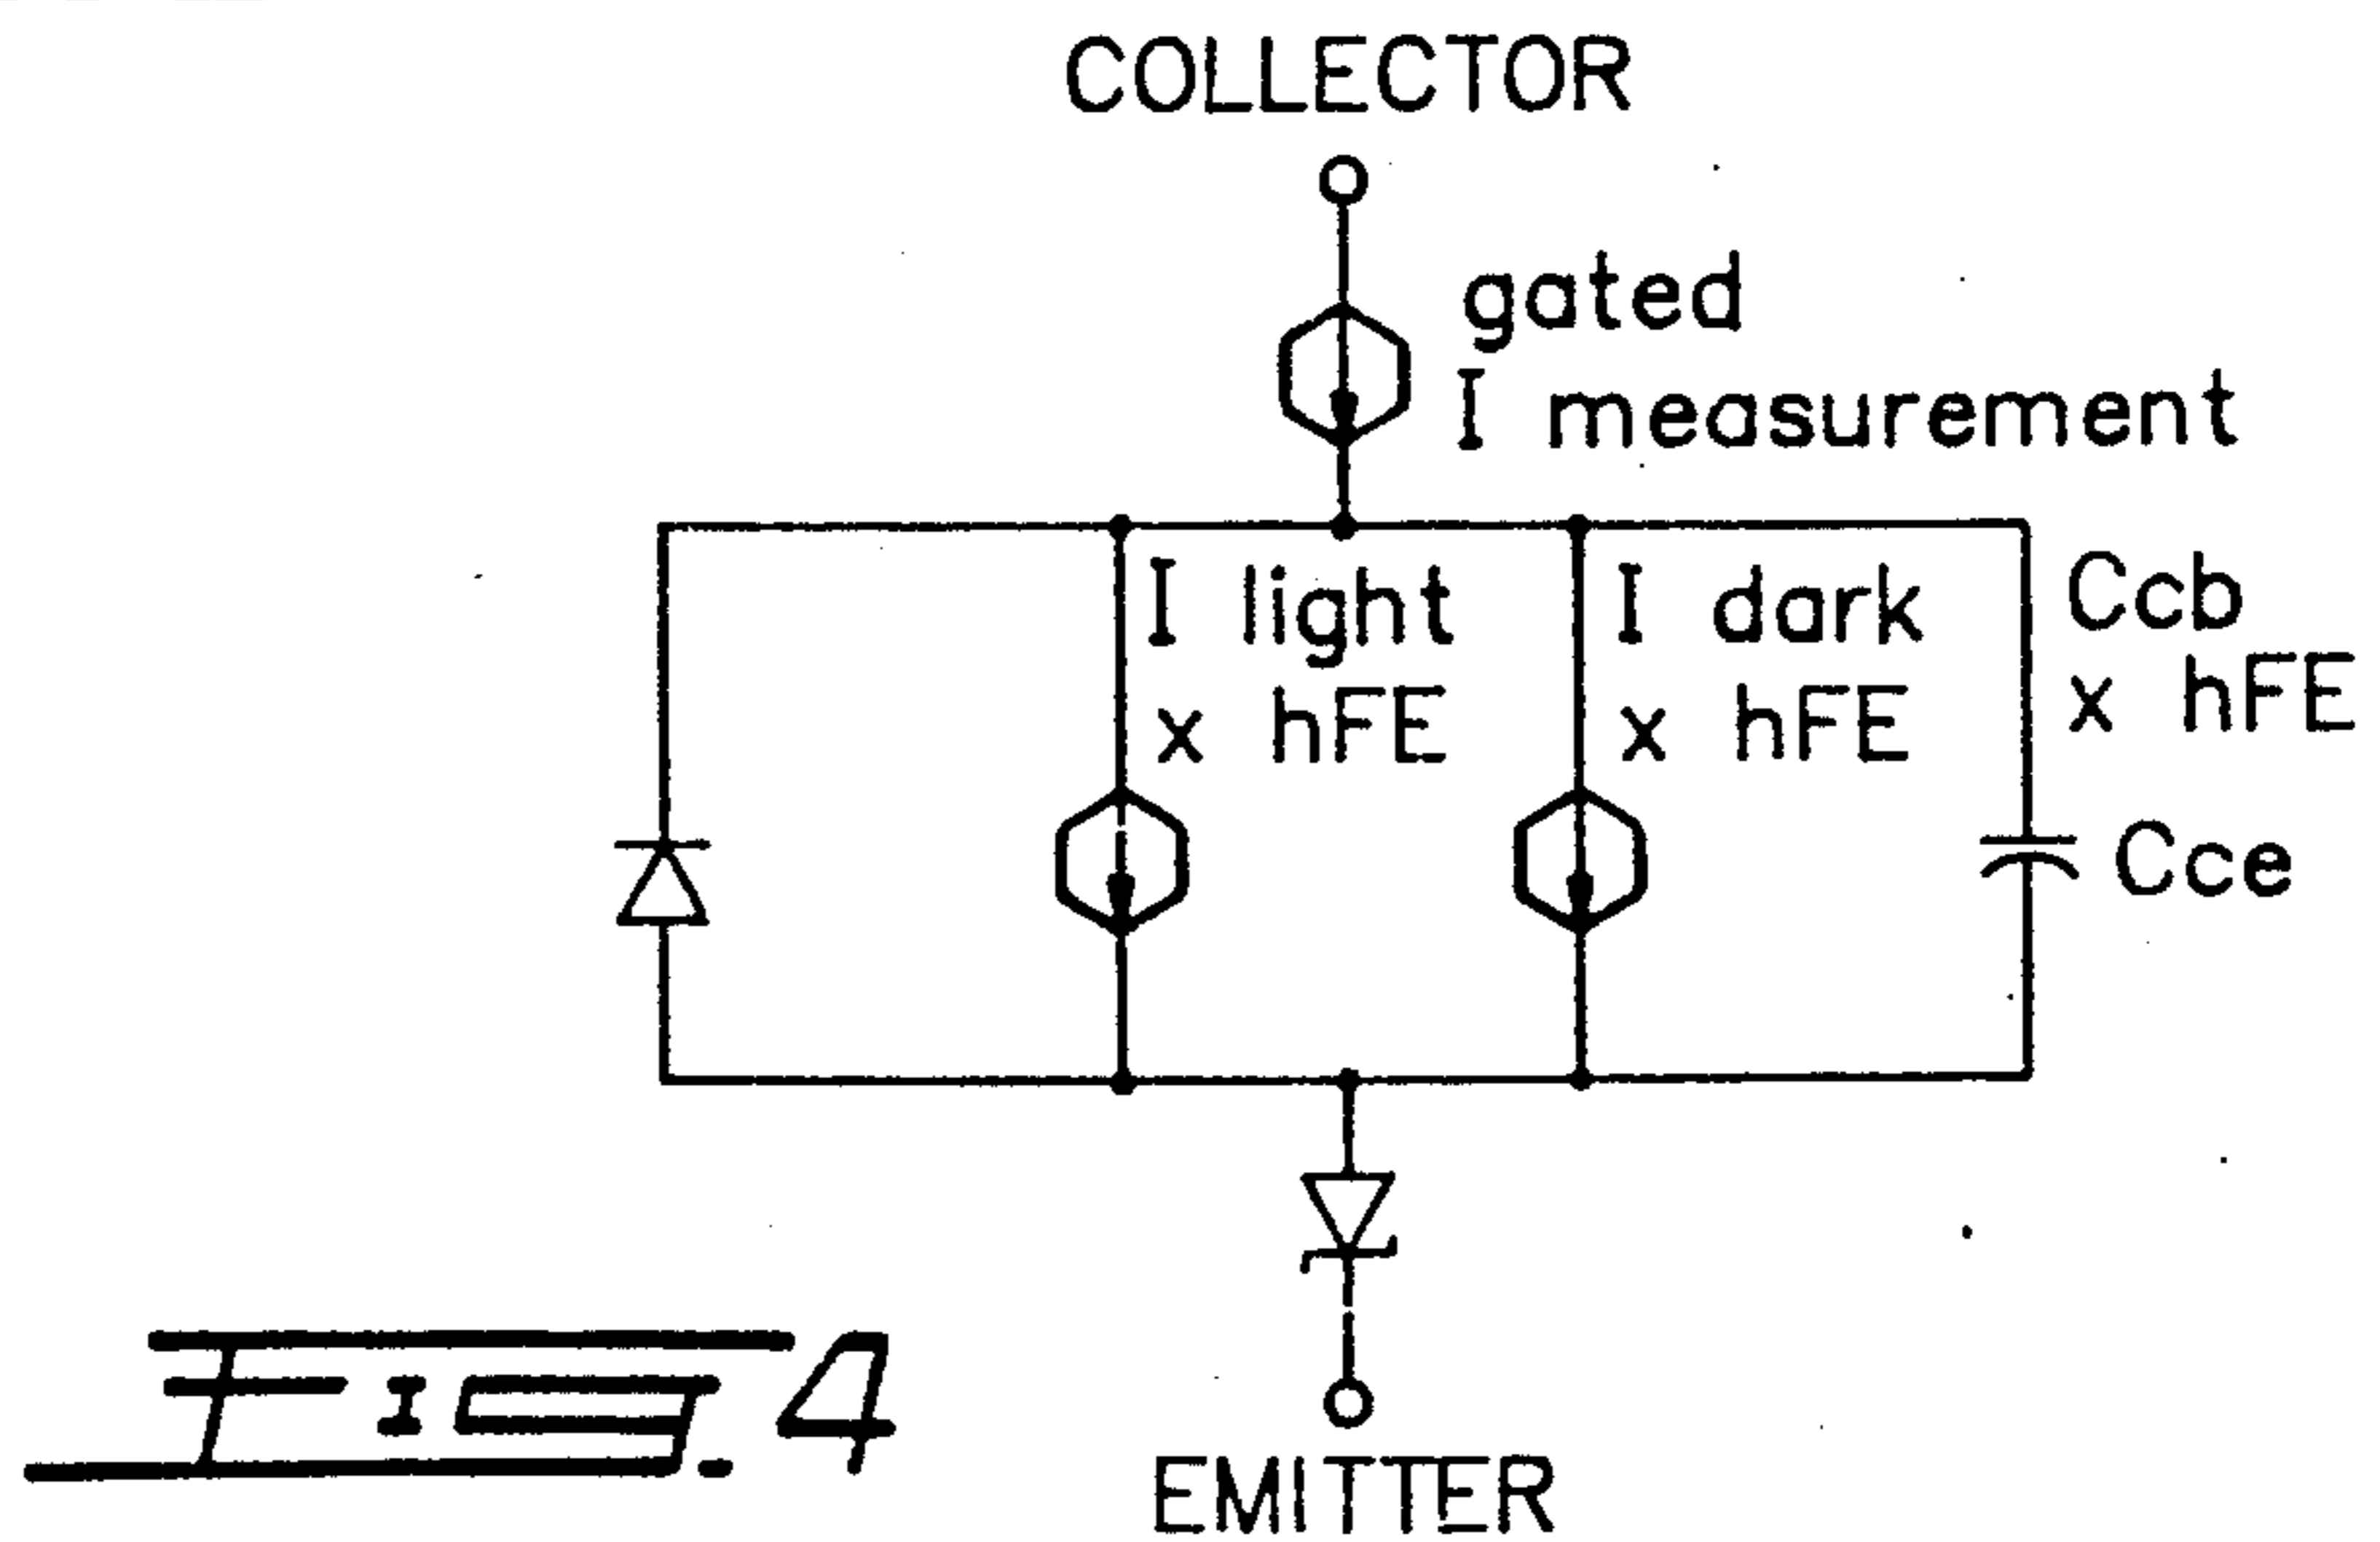 COLLECTOR
gated
I measurement
I light
x hFE
I dark
x hFE
Ccb
x hFE
Cce
EMITTER
FIG. 4